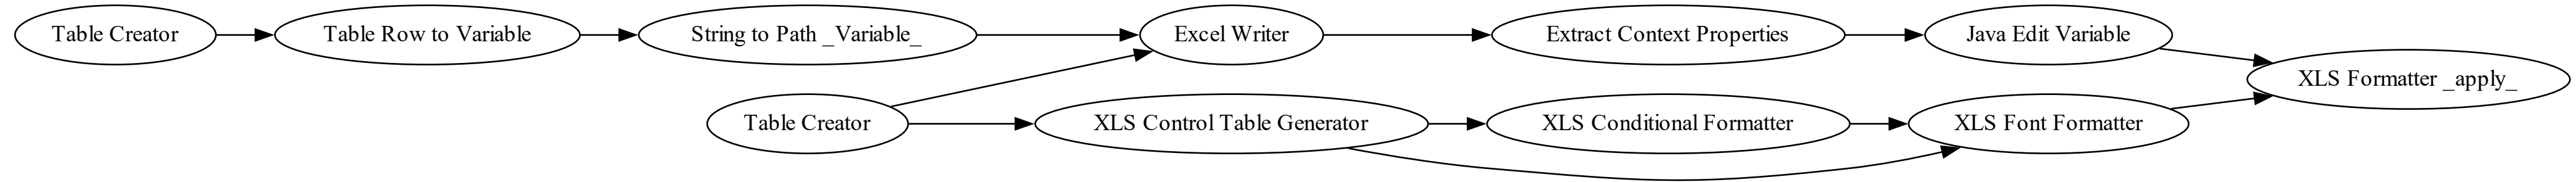 Table Creator
Table Row to Variable
String to Path _Variable_
Excel Writer
Extract Context Properties
Java Edit Variable
XLS Formatter _apply_
Table Creator
XLS Control Table Generator
XLS Conditional Formatter
XLS Font Formatter